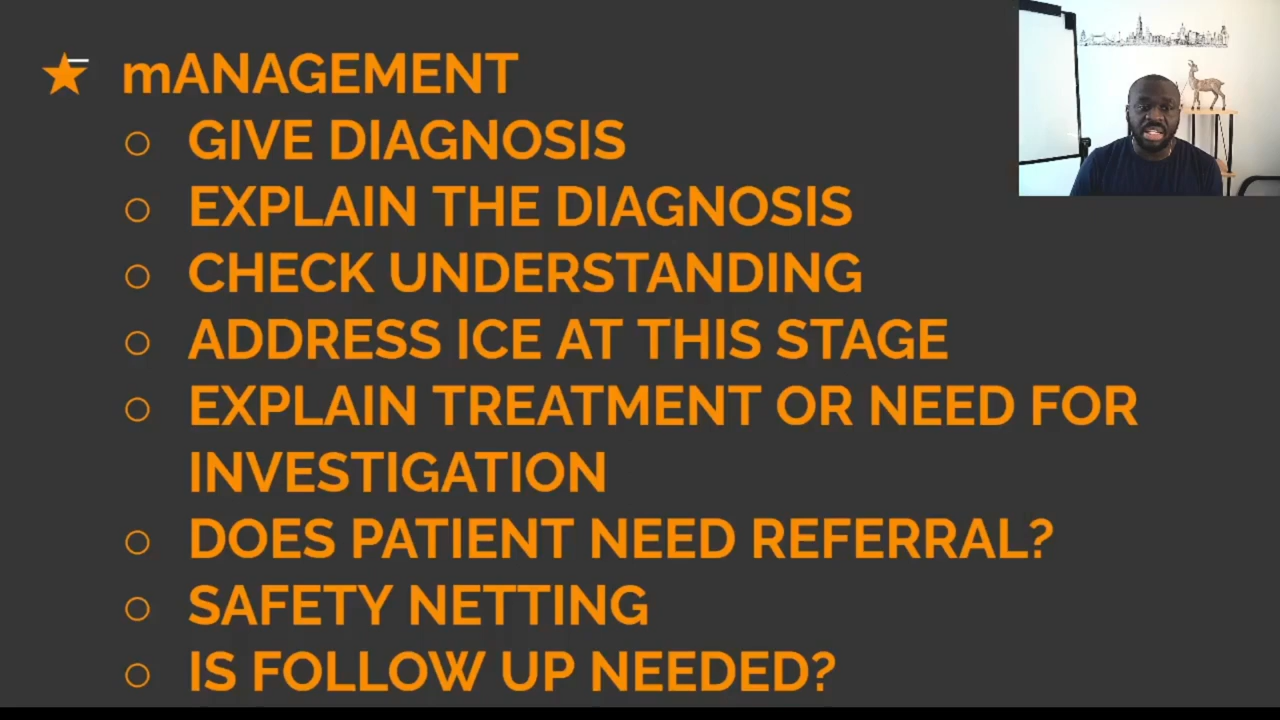 mANAGEMENT
GIVE DIAGNOSIS
EXPLAIN THE DIAGNOSIS
CHECK UNDERSTANDING
ADDRESS ICE AT THIS STAGE
EXPLAIN TREATMENT OR NEED FOR
INVESTIGATION
DOES PATIENT NEED REFERRAL?
SAFETY NETTING
IS FOLLOW UP NEEDED?